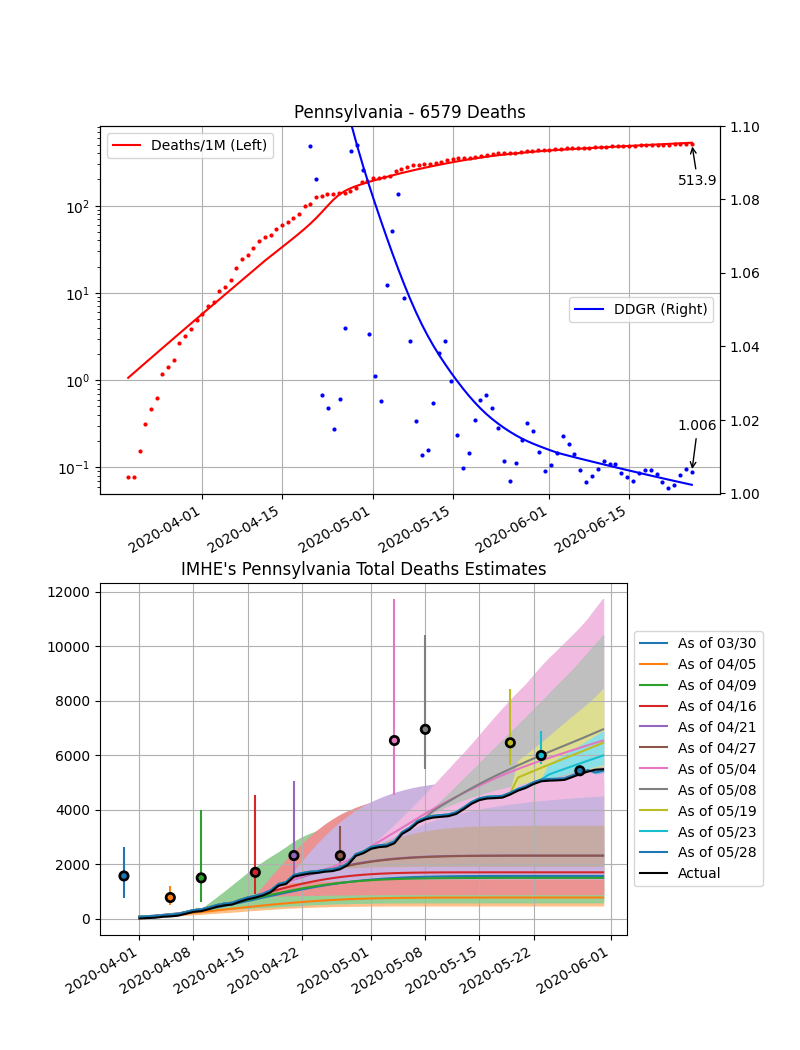 Pennsylvania - 6579 Deaths
Deaths/1M (Left)
DDGR (Right)
513.9
1.006
10²
10¹
10⁰
10⁻¹
1.10
1.08
1.06
1.04
1.02
1.00
2020-04-01
2020-04-15
2020-05-01
2020-05-15
2020-06-01
2020-06-15
IMHE's Pennsylvania Total Deaths Estimates
12000
10000
8000
6000
4000
2000
0
2020-04-01
2020-04-08
2020-04-15
2020-04-22
2020-05-01
2020-05-08
2020-05-15
2020-05-22
2020-06-01
As of 03/30
As of 04/05
As of 04/09
As of 04/16
As of 04/21
As of 04/27
As of 05/04
As of 05/08
As of 05/19
As of 05/23
As of 05/28
Actual